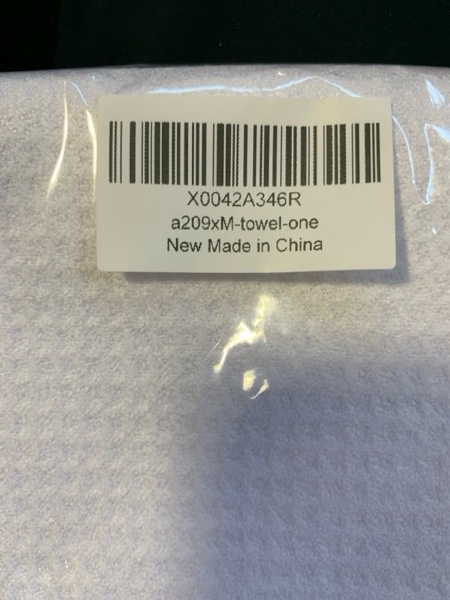 X0042A346R
a209xM-towel-one
New Made in China